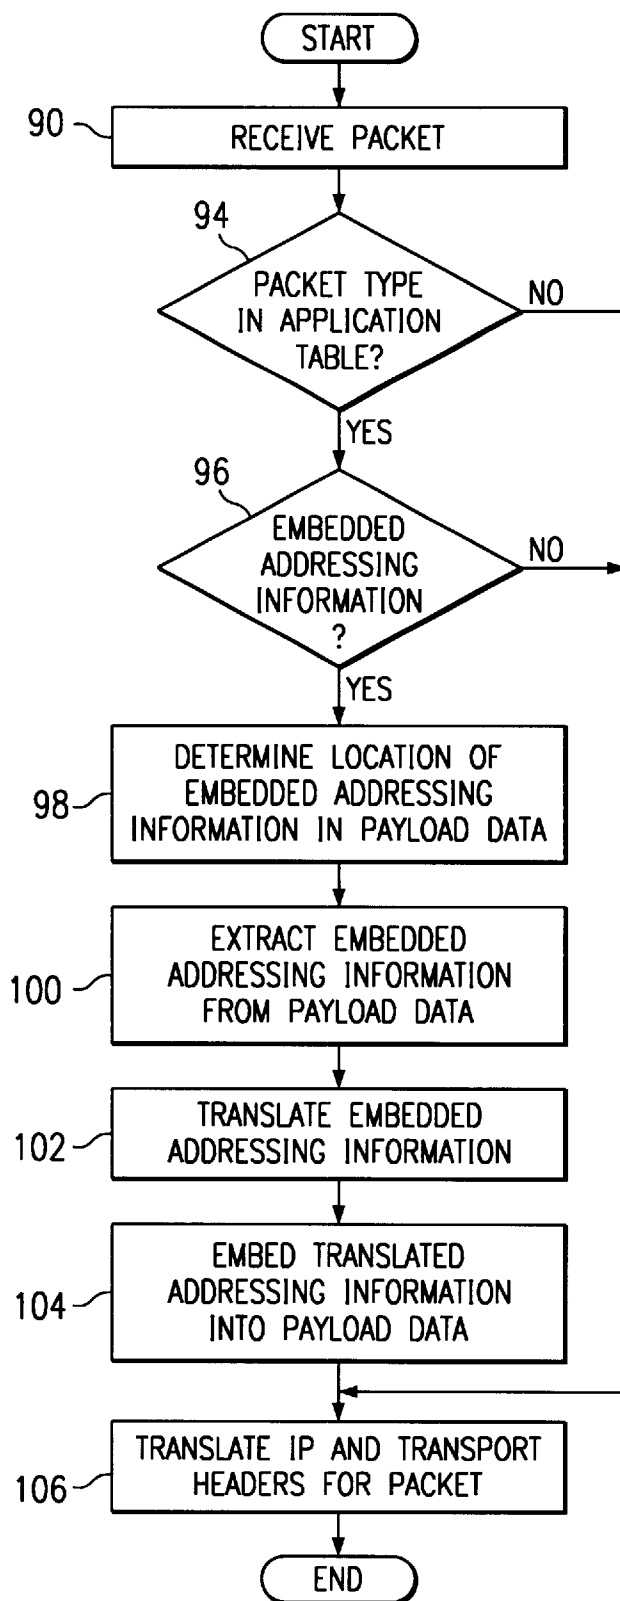 START
90
RECEIVE PACKET
94
PACKET TYPE
IN APPLICATION
TABLE?
NO
YES
96
EMBEDDED
ADDRESSING
INFORMATION
?
NO
YES
98
DETERMINE LOCATION OF
EMBEDDED ADDRESSING
INFORMATION IN PAYLOAD DATA
100
EXTRACT EMBEDDED
ADDRESSING INFORMATION
FROM PAYLOAD DATA
102
TRANSLATE EMBEDDED
ADDRESSING INFORMATION
104
EMBED TRANSLATED
ADDRESSING INFORMATION
INTO PAYLOAD DATA
106
TRANSLATE IP AND TRANSPORT
HEADERS FOR PACKET
END